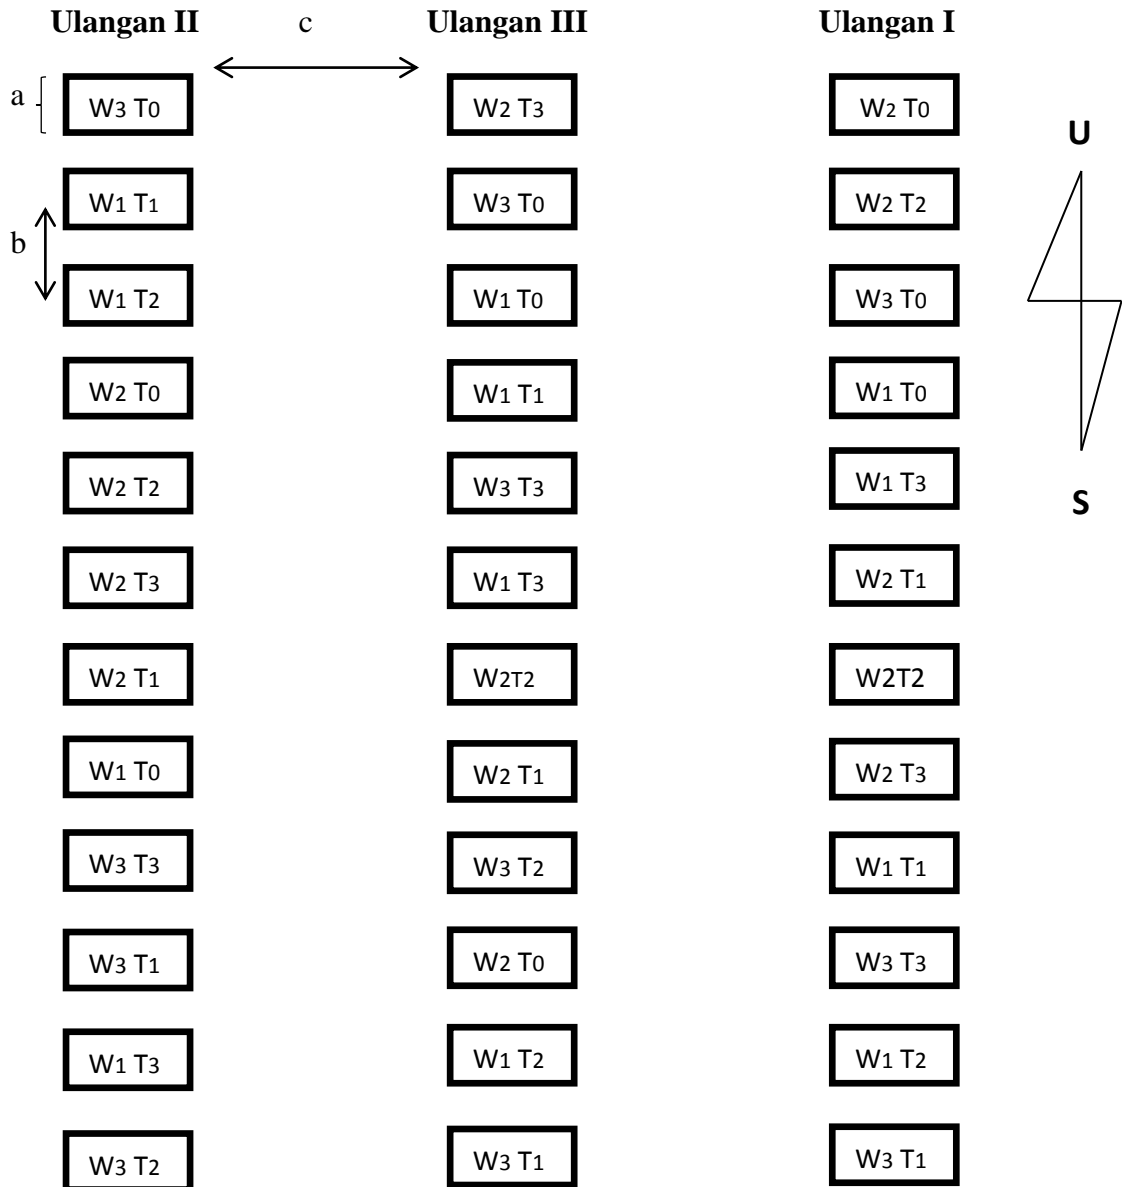 Ulangan II c Ulangan III Ulangan I
a W3 T0 W2 T3 W2 T0
U
W1 T1 W3 T0 W2 T2
b
W1 T2 W1 T0 W3 T0
W2 T0 W1 T1 W1 T0
W2 T2 W3 T3 W1 T3
S
W2 T3 W1 T3 W2 T1
W2 T1 W2T2 W2T2
W1 T0 W2 T1 W2 T3
W3 T3 W3 T2 W1 T1
W3 T1 W2 T0 W3 T3
W1 T3 W1 T2 W1 T2
W3 T2 W3 T1 W3 T1